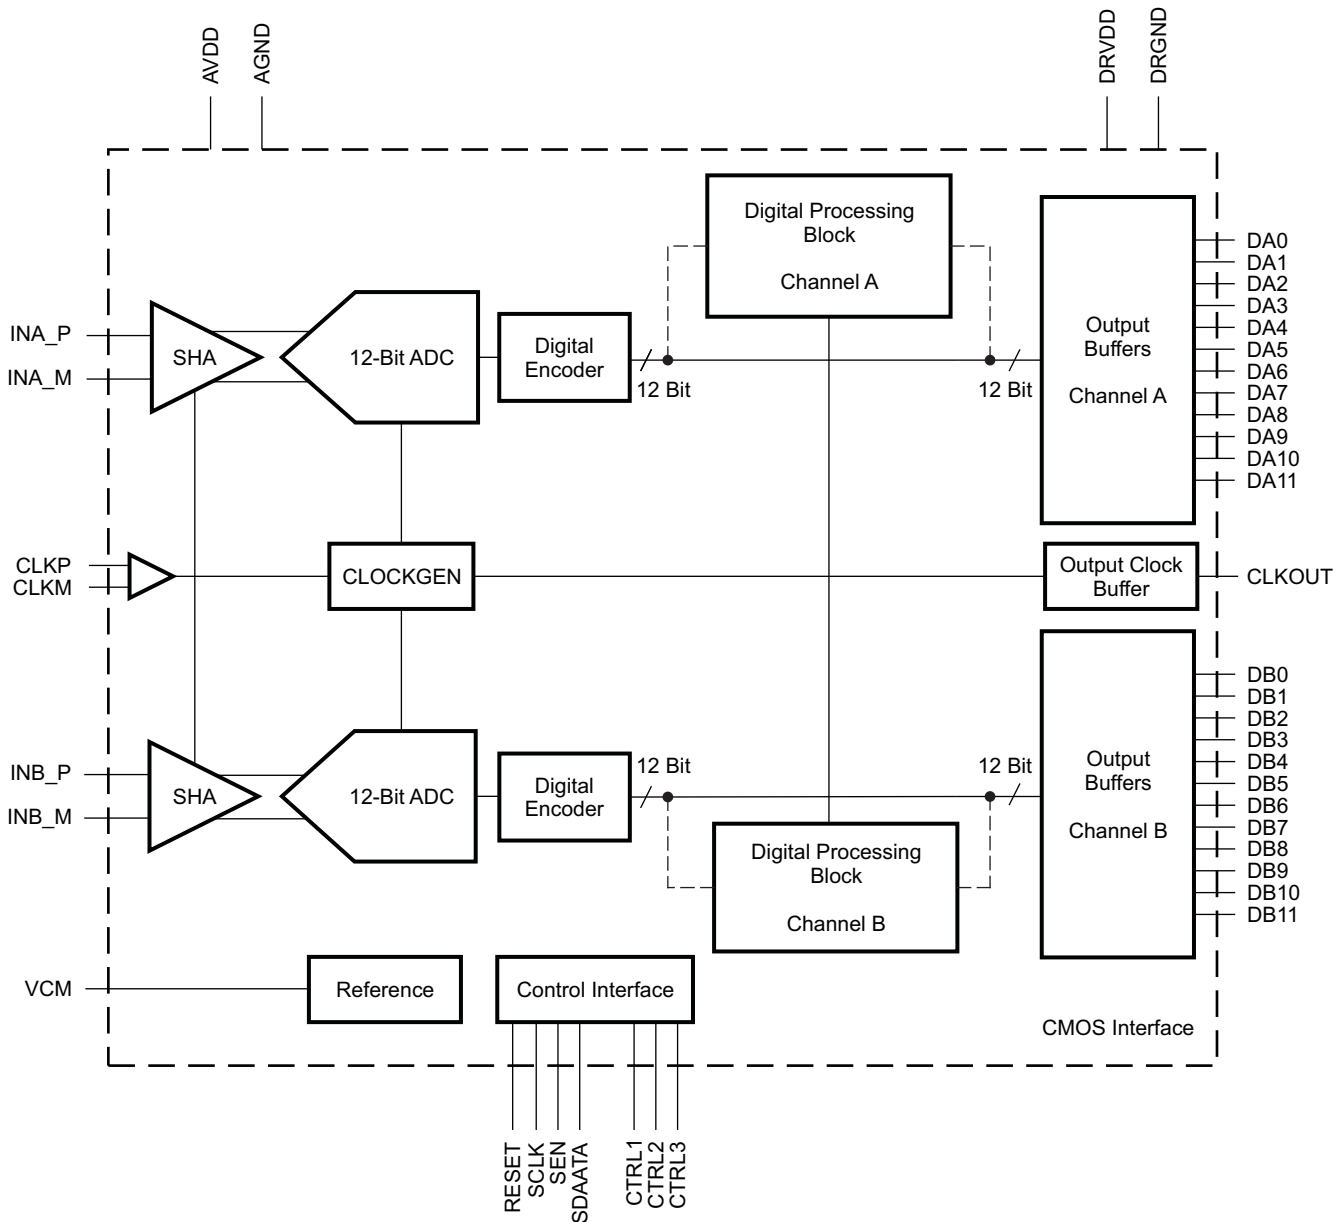 AVDD
AGND
DRVDD
DRGND
Digital Processing
Block
Channel A
INA_P
INA_M
SHA
12-Bit ADC
Digital
Encoder
12 Bit
12 Bit
Output
Buffers
Channel A
DA0
DA1
DA2
DA3
DA4
DA5
DA6
DA7
DA8
DA9
DA10
DA11
CLKP
CLKM
CLOCKGEN
Output Clock
Buffer
CLKOUT
INB_P
INB_M
SHA
12-Bit ADC
Digital
Encoder
12 Bit
12 Bit
Digital Processing
Block
Channel B
Output
Buffers
Channel B
DB0
DB1
DB2
DB3
DB4
DB5
DB6
DB7
DB8
DB9
DB10
DB11
VCM
Reference
Control Interface
CMOS Interface
RESET
SCLK
SEN
SDAATA
CTRL1
CTRL2
CTRL3